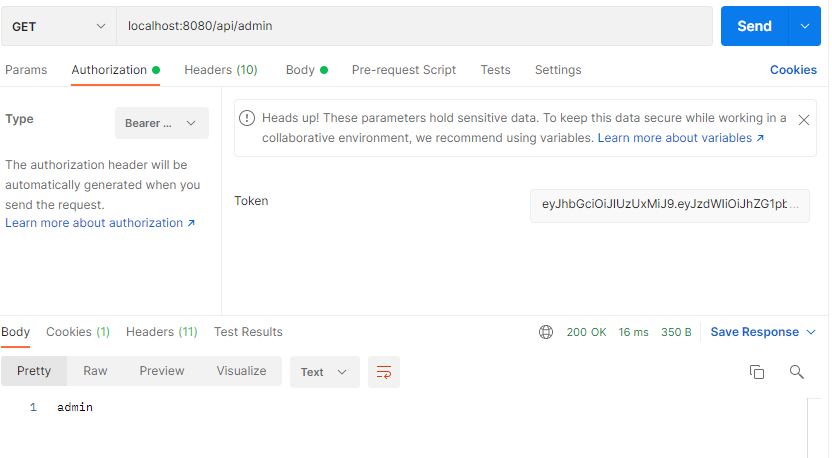 GET localhost:8080/api/admin Send
Params Authorization Headers (10) Body Pre-request Script Tests Settings Cookies
Type Bearer ...
The authorization header will be
automatically generated when you
send the request.
Learn more about authorization ↗
Heads up! These parameters hold sensitive data. To keep this data secure while working in a
collaborative environment, we recommend using variables. Learn more about variables ↗
Token eyJhbGciOiJIUzUxMiJ9.eyJzdWIiOiJhZG1pb...
Body Cookies (1) Headers (11) Test Results 200 OK 16 ms 350 B Save Response
Pretty Raw Preview Visualize Text
1 admin